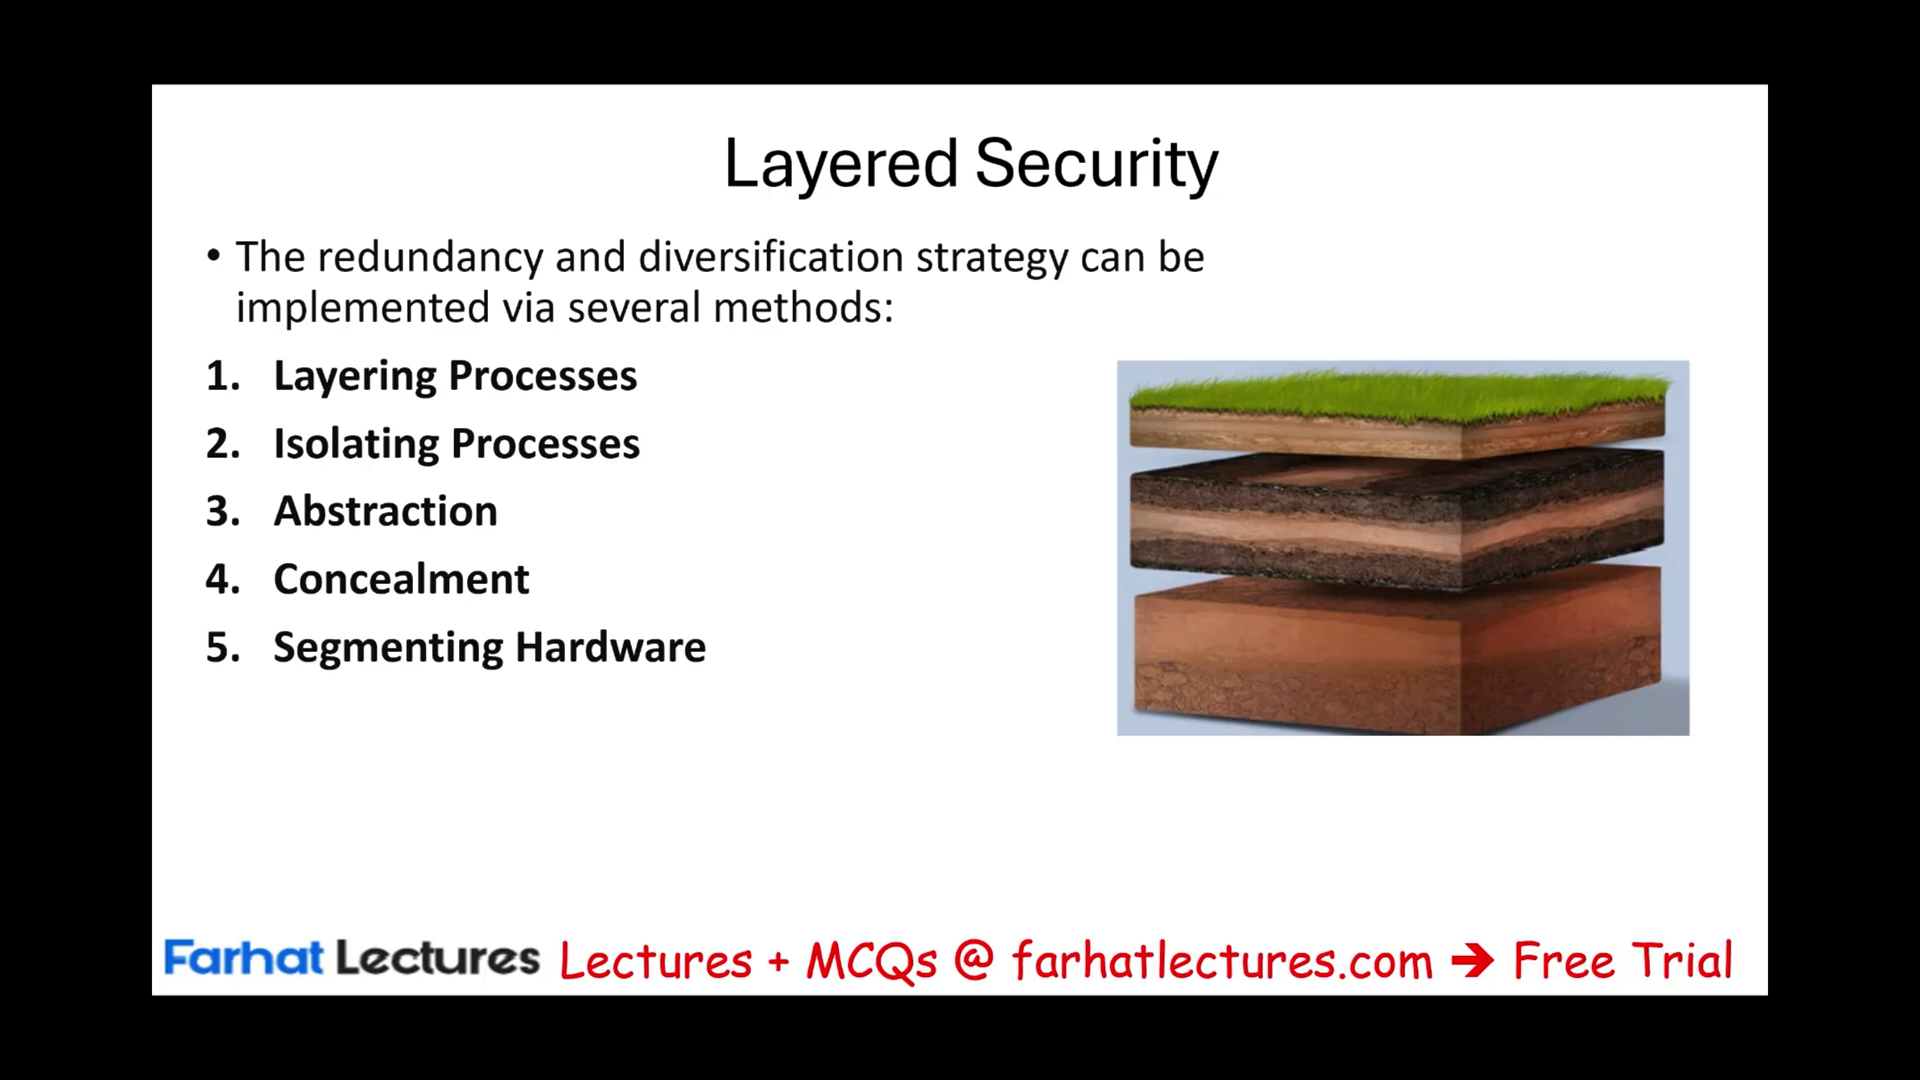 Layered Security
• The redundancy and diversification strategy can be
implemented via several methods:
1. Layering Processes
2. Isolating Processes
3. Abstraction
4. Concealment
5. Segmenting Hardware
Farhat Lectures Lectures + MCQs @ farhatlectures.com → Free Trial